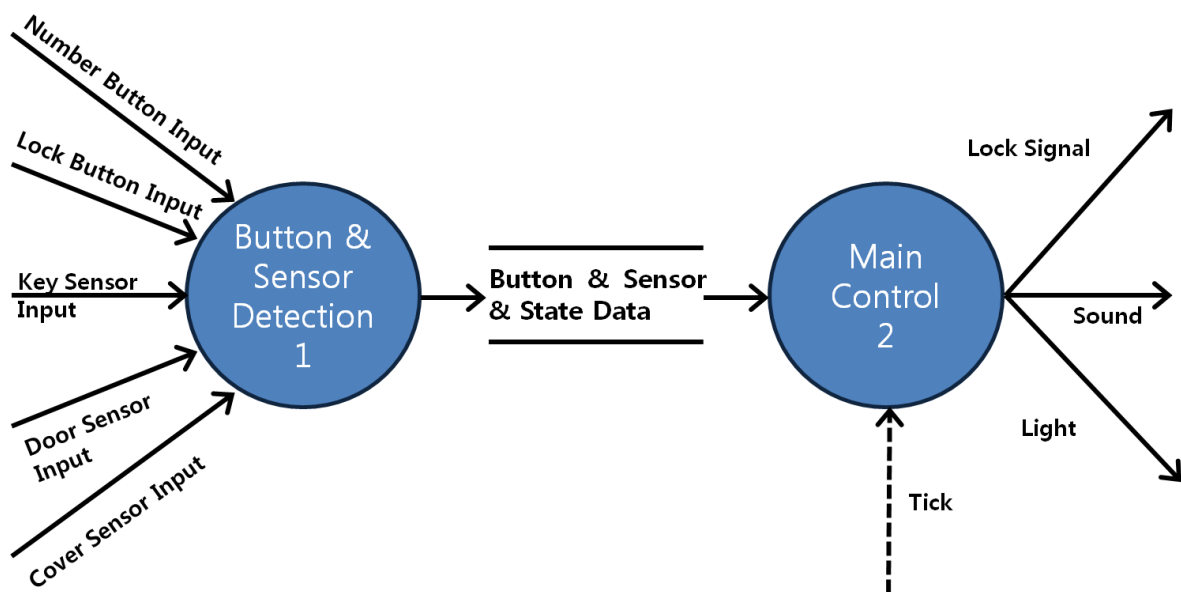 Number Button Input
Lock Button Input
Key Sensor
Input
Door Sensor
Input
Cover Sensor Input
Button &
Sensor
Detection
1
Button & Sensor
& State Data
Main
Control
2
Lock Signal
Sound
Light
Tick